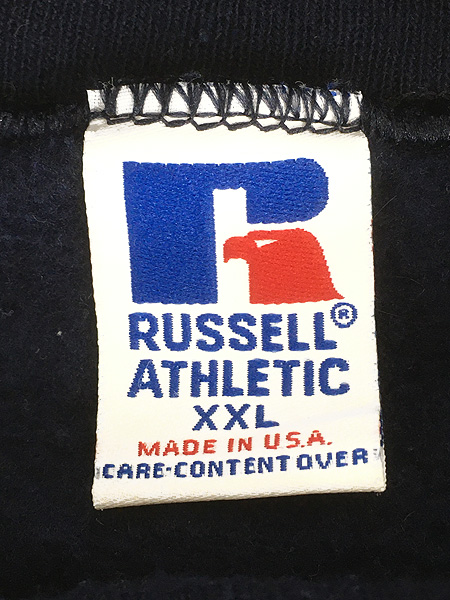 R
RUSSELL®
ATHLETIC
XXL
MADE IN U.S.A.
CARE-CONTENT OVER